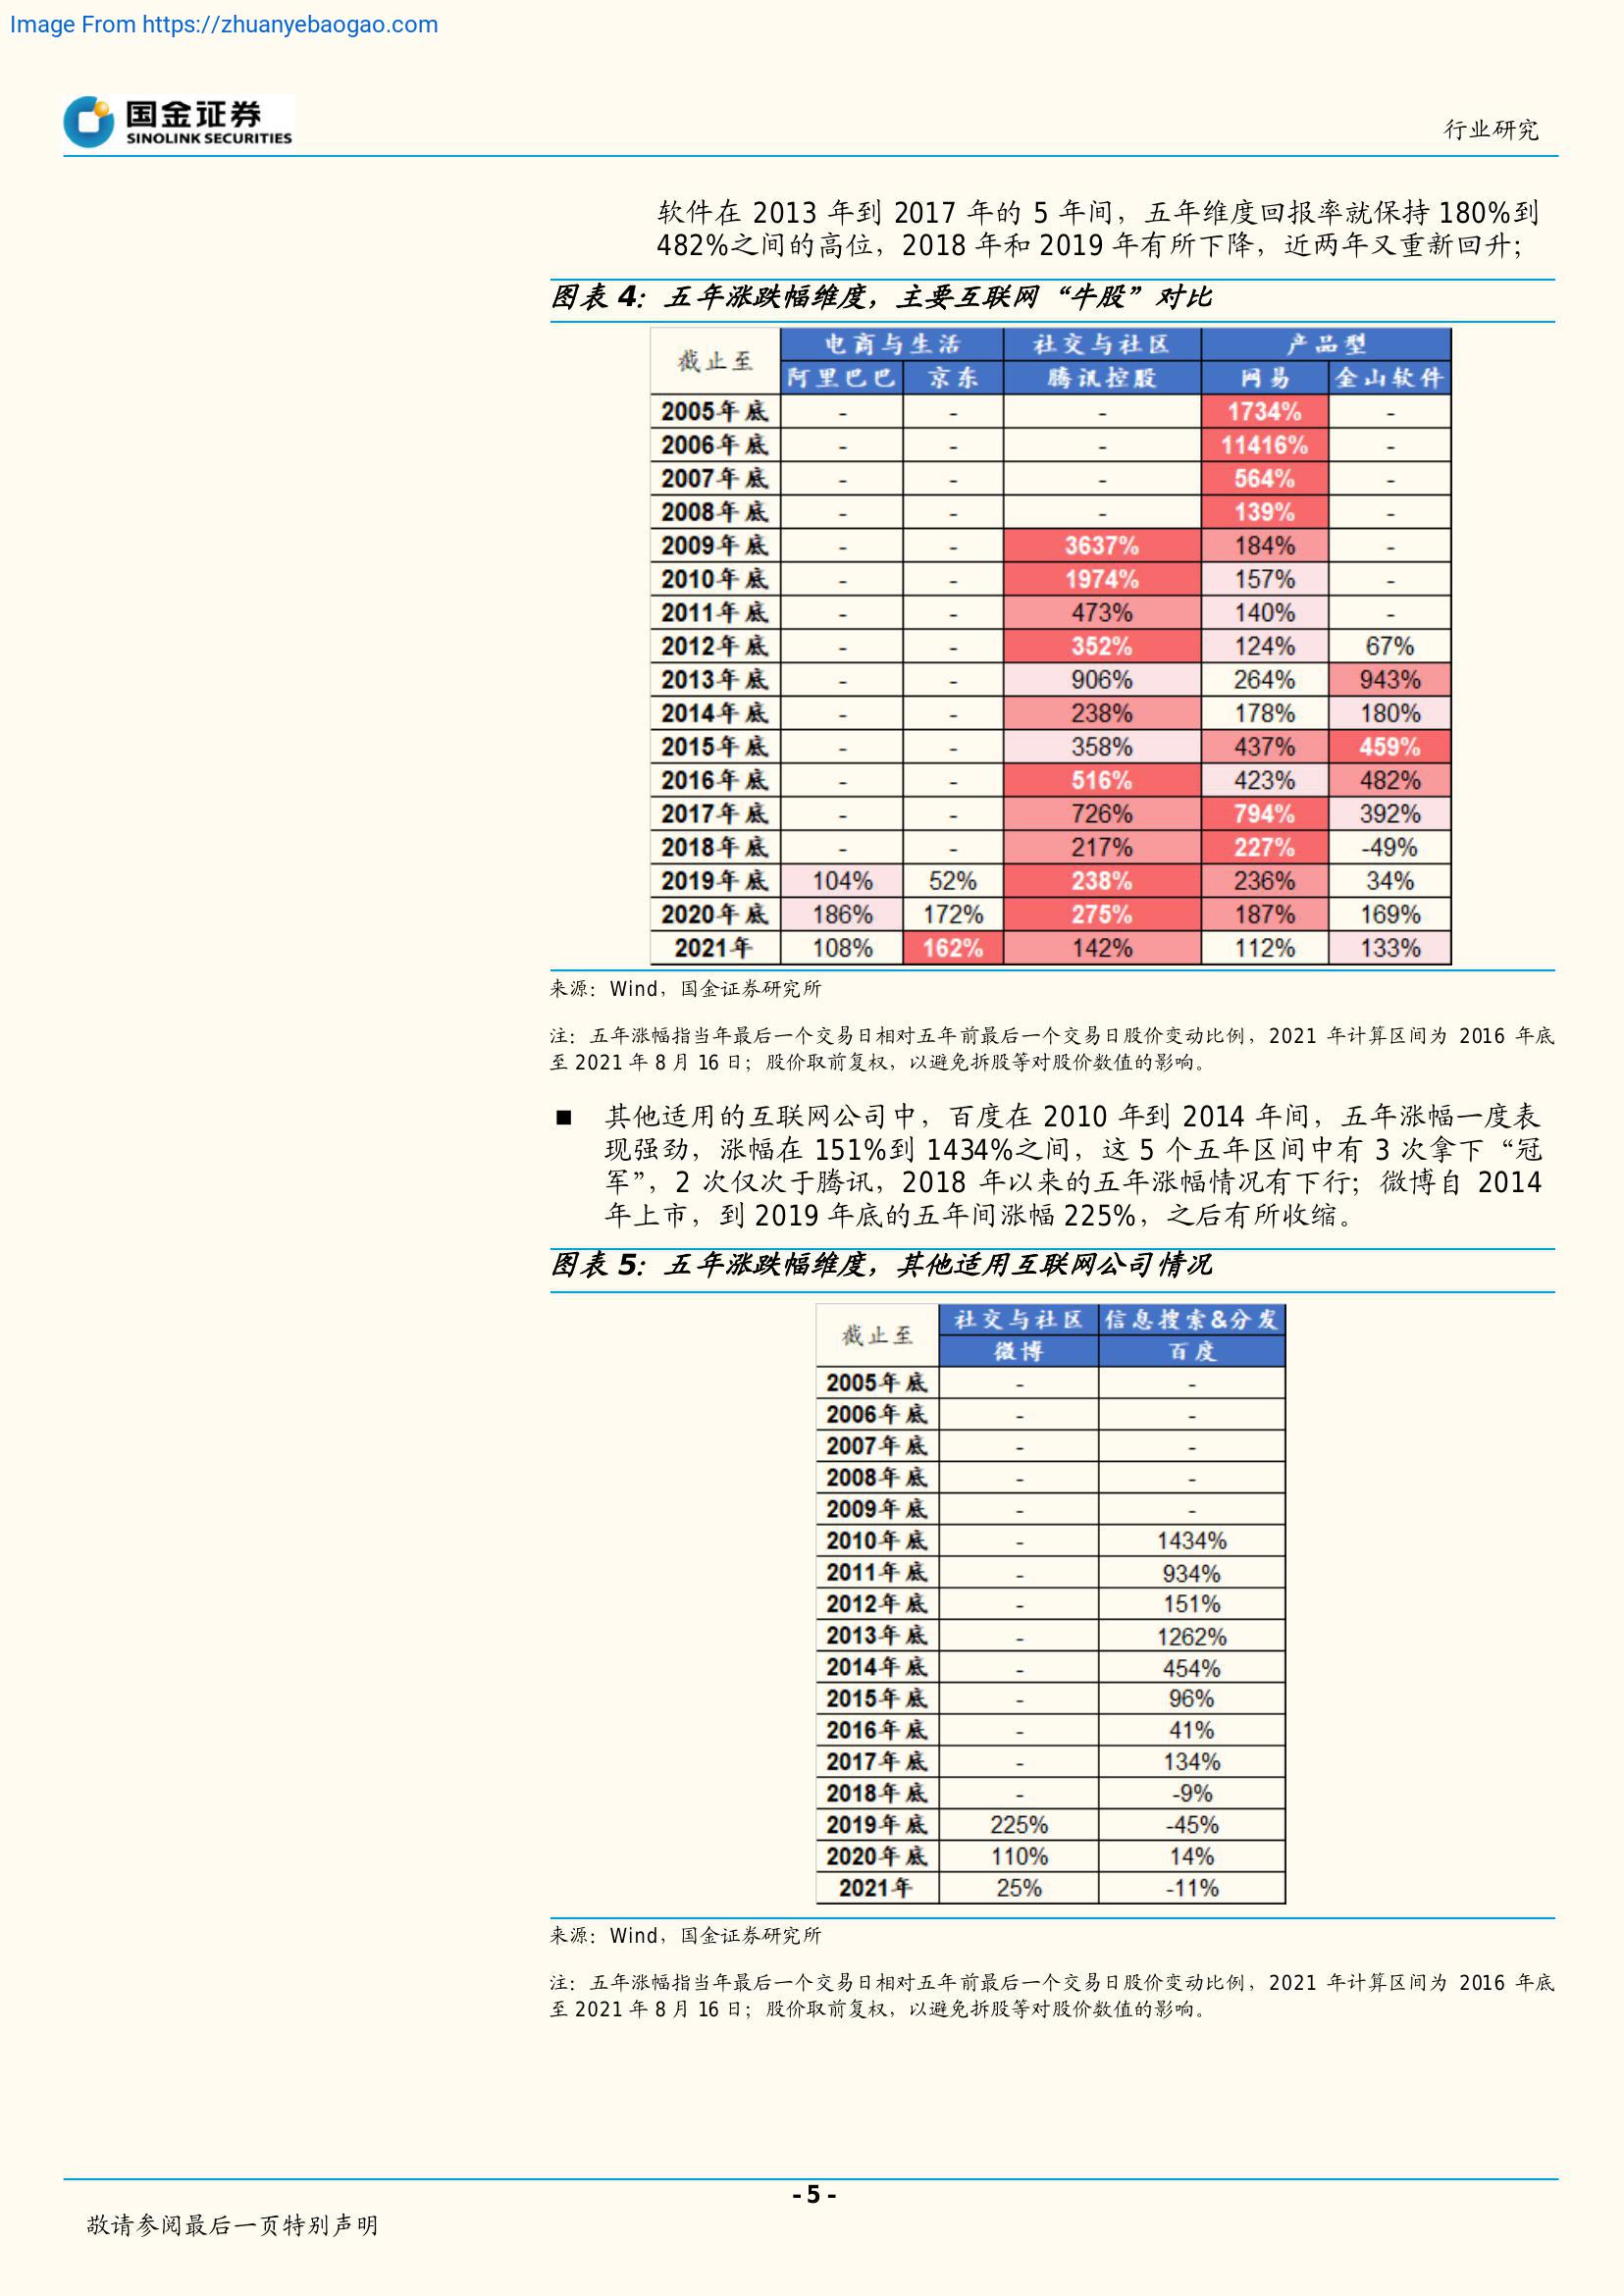 Image From https://zhuanyebaogao.com
国金证券
SINOLINK SECURITIES
行业研究
软件在 2013 年到 2017 年的 5 年间，五年维度回报率就保持 180%到
482%之间的高位，2018 年和 2019 年有所下降，近两年又重新回升；
图表 4：五年涨跌幅维度，主要互联网“牛股”对比
截止至 电商与生活 社交与社区 产品型
阿里巴巴 京东 腾讯控股 网易 金山软件
2005年底 - - - 1734% -
2006年底 - - - 11416% -
2007年底 - - - 564% -
2008年底 - - - 139% -
2009年底 - - 3637% 184% -
2010年底 - - 1974% 157% -
2011年底 - - 473% 140% -
2012年底 - - 352% 124% 67%
2013年底 - - 906% 264% 943%
2014年底 - - 238% 178% 180%
2015年底 - - 358% 437% 459%
2016年底 - - 516% 423% 482%
2017年底 - - 726% 794% 392%
2018年底 - - 217% 227% -49%
2019年底 104% 52% 238% 236% 34%
2020年底 186% 172% 275% 187% 169%
2021年 108% 162% 142% 112% 133%
来源：Wind，国金证券研究所
注：五年涨幅指当年最后一个交易日相对五年前最后一个交易日股价变动比例，2021 年计算区间为 2016 年底
至 2021 年 8 月 16 日；股价取前复权，以避免拆股等对股价数值的影响。
■ 其他适用的互联网公司中，百度在 2010 年到 2014 年间，五年涨幅一度表
现强劲，涨幅在 151%到 1434%之间，这 5 个五年区间中有 3 次拿下“冠
军”，2 次仅次于腾讯，2018 年以来的五年涨幅情况有下行；微博自 2014
年上市，到 2019 年底的五年间涨幅 225%，之后有所收缩。
图表 5：五年涨跌幅维度，其他适用互联网公司情况
截止至 社交与社区 信息搜索&分发
微博 百度
2005年底 - -
2006年底 - -
2007年底 - -
2008年底 - -
2009年底 - -
2010年底 - 1434%
2011年底 - 934%
2012年底 - 151%
2013年底 - 1262%
2014年底 - 454%
2015年底 - 96%
2016年底 - 41%
2017年底 - 134%
2018年底 - -9%
2019年底 225% -45%
2020年底 110% 14%
2021年 25% -11%
来源：Wind，国金证券研究所
注：五年涨幅指当年最后一个交易日相对五年前最后一个交易日股价变动比例，2021 年计算区间为 2016 年底
至 2021 年 8 月 16 日；股价取前复权，以避免拆股等对股价数值的影响。
- 5 -
敬请参阅最后一页特别声明